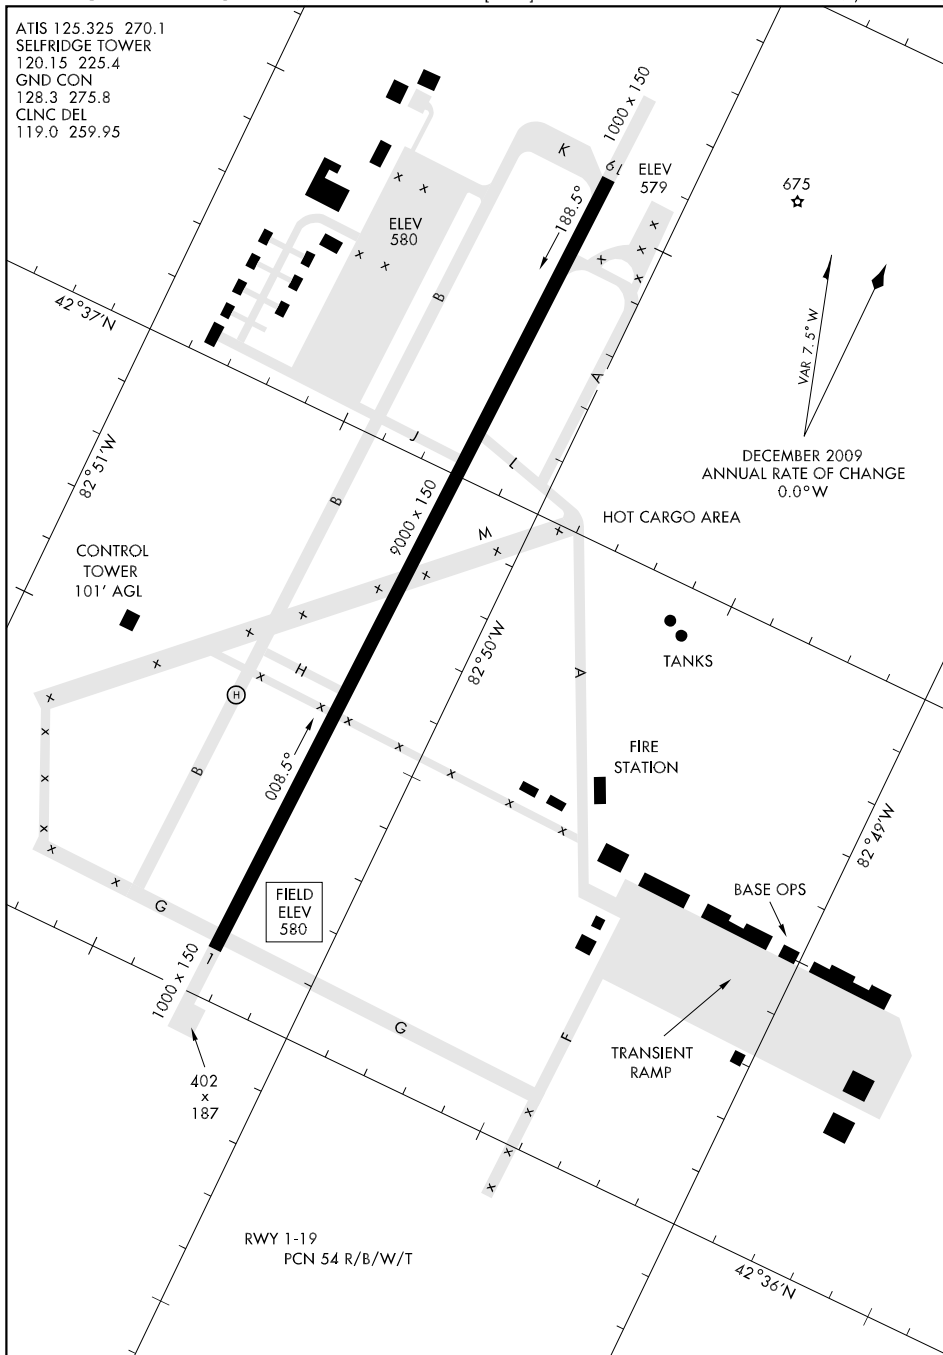 ATIS 125.325 270.1
SELFRIDGE TOWER
120.15 225.4
GND CON
128.3 275.8
CLNC DEL
119.0 259.95
1000 x 150
K
19
ELEV
579
675
188.5°
ELEV
580
B
VAR 7.5° W
42°37'N
A
J
L
DECEMBER 2009
ANNUAL RATE OF CHANGE
0.0°W
82°51'W
B
9000 x 150
HOT CARGO AREA
M
CONTROL
TOWER
101' AGL
82°50'W
TANKS
H
A
H
008.5°
B
FIRE
STATION
82°49'W
BASE OPS
FIELD
ELEV
580
G
1
1000 x 150
G
F
TRANSIENT
RAMP
402
x
187
RWY 1-19
PCN 54 R/B/W/T
42°36'N